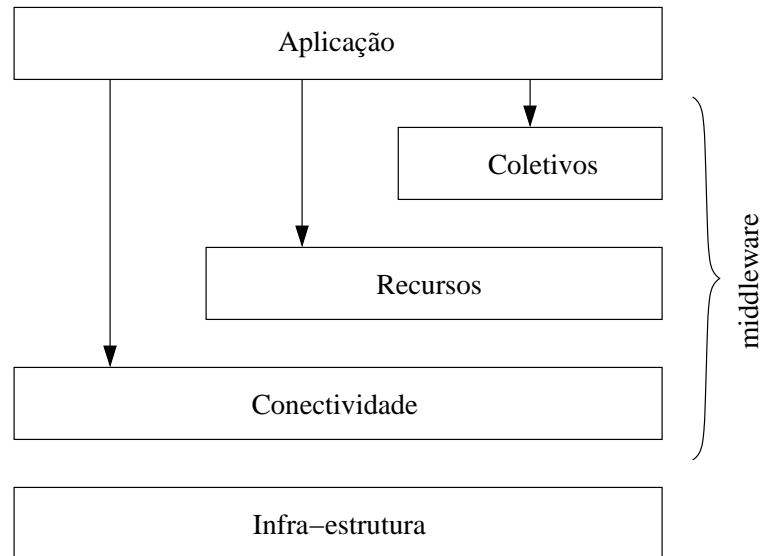 Aplicação
Coletivos
Recursos
middleware
Conectividade
Infra−estrutura